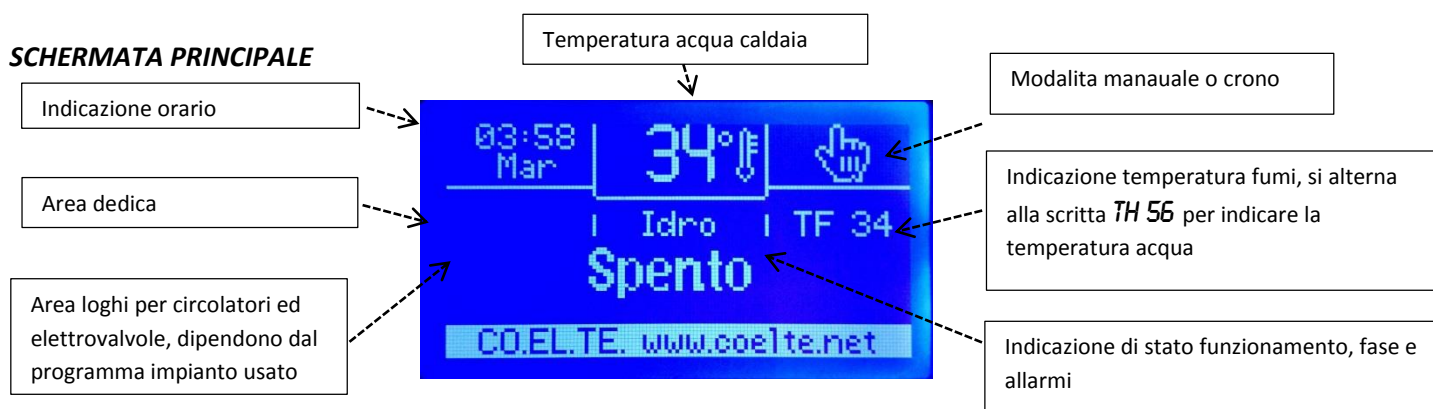 SCHERMATA PRINCIPALE
Temperatura acqua caldaia
Indicazione orario
Modalita manauale o crono
Area dedica
Indicazione temperatura fumi, si alterna
alla scritta TH 56 per indicare la
temperatura acqua
Area loghi per circolatori ed
elettrovalvole, dipendono dal
programma impianto usato
Indicazione di stato funzionamento, fase e
allarmi
03:58
Mar
34°
Idro
TF 34
Spento
CO.EL.TE. www.coelte.net